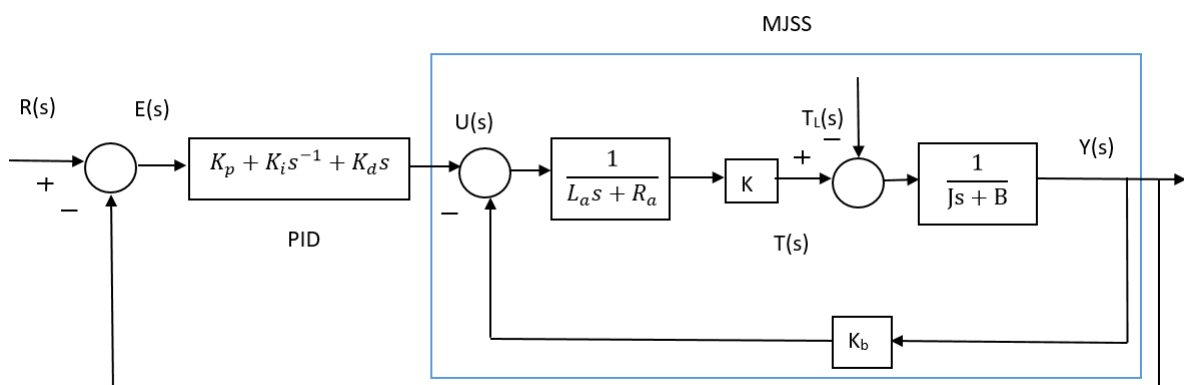 MJSS
R(s)
E(s)
U(s)
T_L(s)
Y(s)
+
−
K_p + K_i s^{-1} + K_d s
−
1
L_a s + R_a
K
+
−
1
Js + B
PID
T(s)
K_b